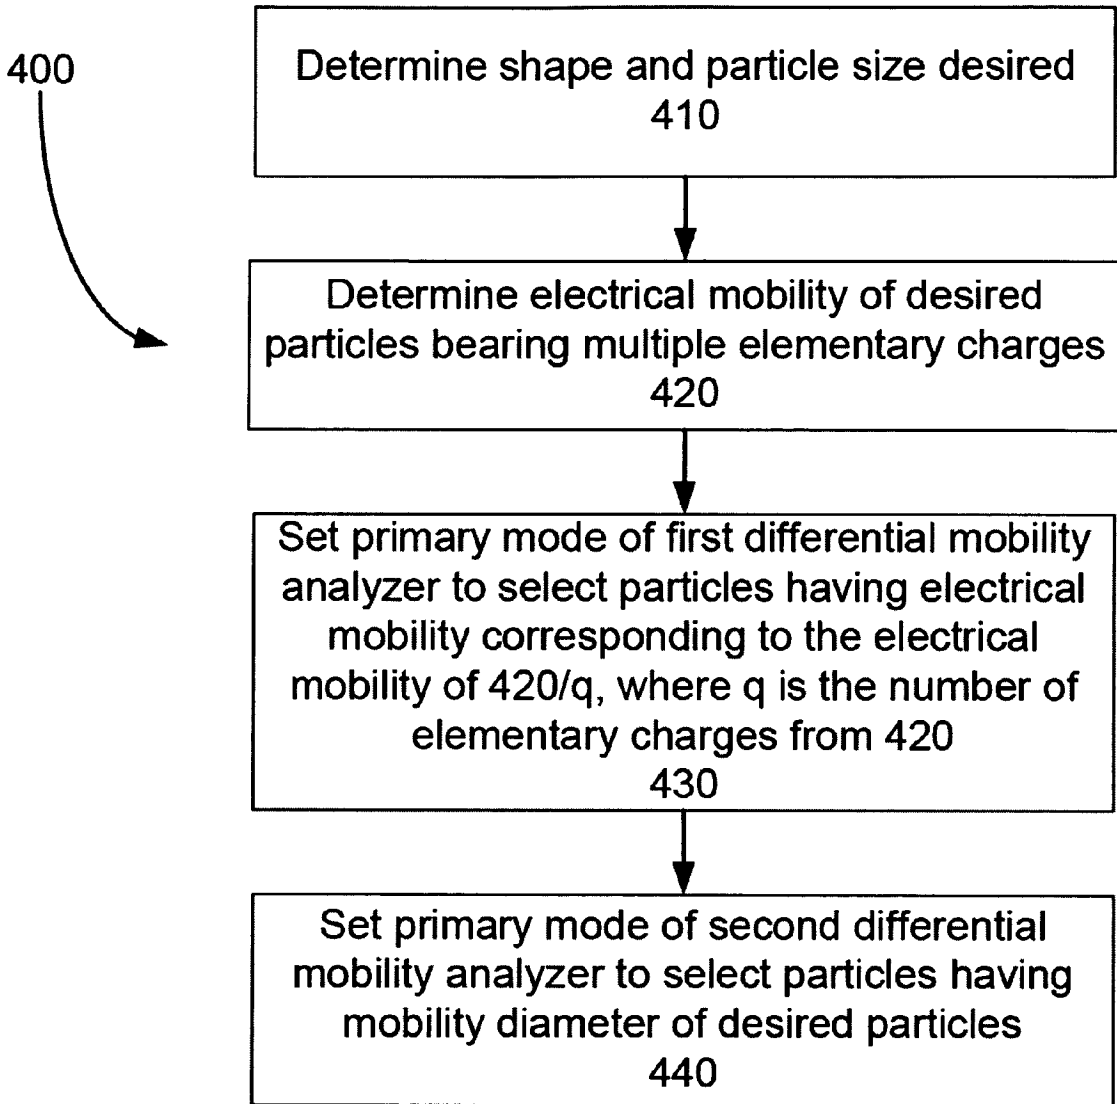 400
Determine shape and particle size desired
410
Determine electrical mobility of desired
particles bearing multiple elementary charges
420
Set primary mode of first differential mobility
analyzer to select particles having electrical
mobility corresponding to the electrical
mobility of 420/q, where q is the number of
elementary charges from 420
430
Set primary mode of second differential
mobility analyzer to select particles having
mobility diameter of desired particles
440